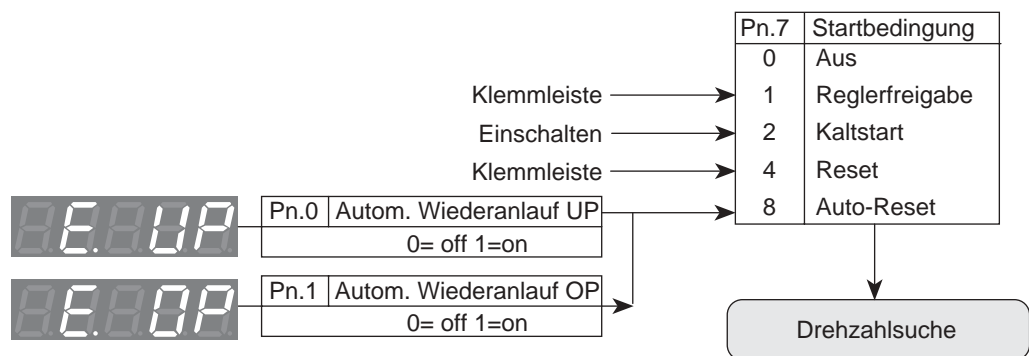 Pn.7 Startbedingung
0 Aus
Klemmleiste 1 Reglerfreigabe
Einschalten 2 Kaltstart
Klemmleiste 4 Reset
8 Auto-Reset
E. UP Pn.0 Autom. Wiederanlauf UP
0= off 1=on
E. OP Pn.1 Autom. Wiederanlauf OP
0= off 1=on
Drehzahlsuche